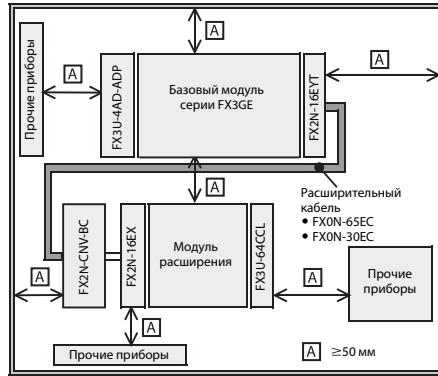 A
Прочие приборы
A
FX3U-4AD-ADP
Базовый модуль
серии FX3GE
FX2N-16EYT
A
A
Расширительный
кабель
• FX0N-65EC
• FX0N-30EC
FX2N-CNV-BC
FX2N-16EX
Модуль
расширения
FX3U-64CCL
A
A
Прочие
приборы
A
Прочие приборы
A ≥50 мм